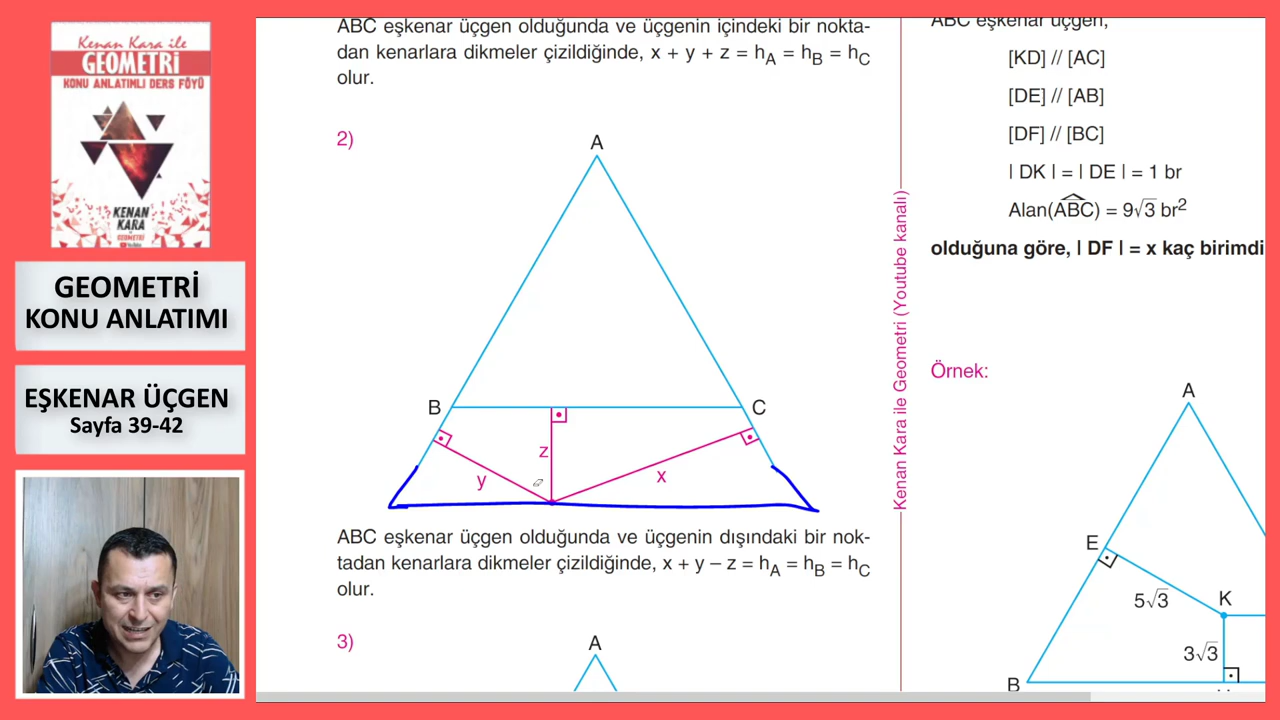 Kenan Kara ile
GEOMETRİ
KONU ANLATIMLI DERS FÖYÜ
KENAN
KARA
GEOMETRİ
KONU ANLATIMI
EŞKENAR ÜÇGEN
Sayfa 39-42
ABC eşkenar üçgen olduğunda ve üçgenin içindeki bir nokta-
dan kenarlara dikmeler çizildiğinde, x + y + z = hA = hB = hC
olur.
2)
A
B
C
z
y
x
ABC eşkenar üçgen olduğunda ve üçgenin dışındaki bir nok-
tadan kenarlara dikmeler çizildiğinde, x + y – z = hA = hB = hC
olur.
3)
A
Kenan Kara ile Geometri (Youtube kanalı)
ABC eşkenar üçgen,
[KD] // [AC]
[DE] // [AB]
[DF] // [BC]
| DK | = | DE | = 1 br
Alan(ABC) = 9√3 br²
olduğuna göre, | DF | = x kaç birimdi
Örnek:
A
E
K
5√3
3√3
B